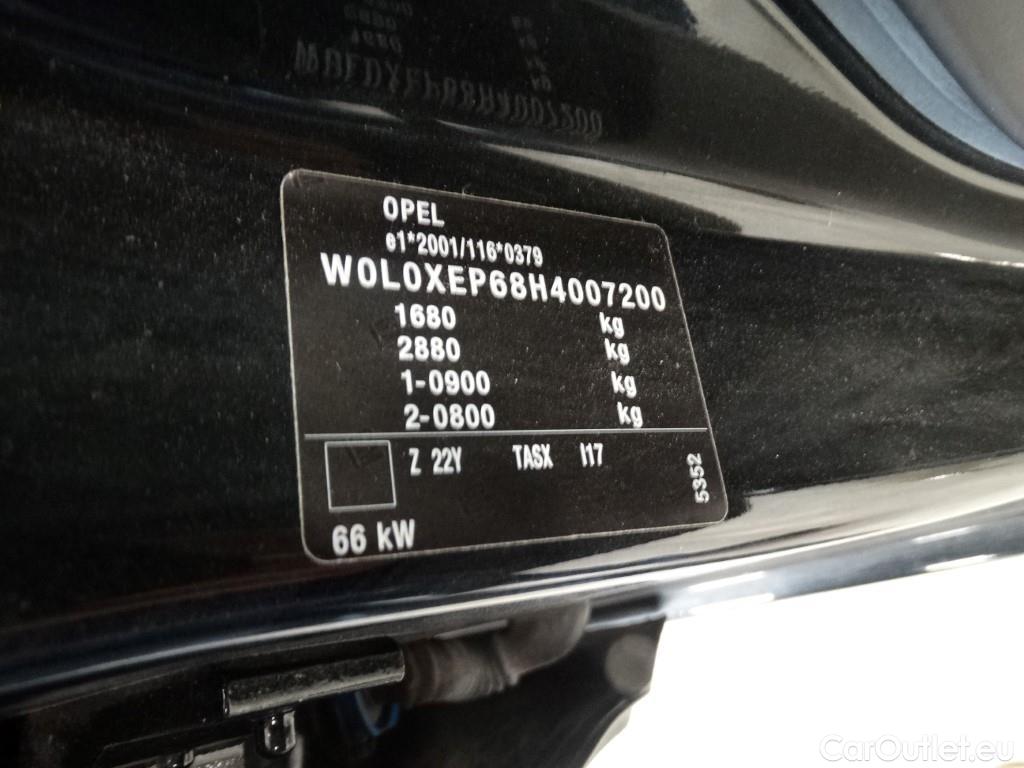 OPEL
e1*2001/116*0379
W0L0XEP68H4007200
1680 kg
2880 kg
1-0900 kg
2-0800 kg
Z 22Y TASX I17
5352
66 kW
CarOutlet.eu